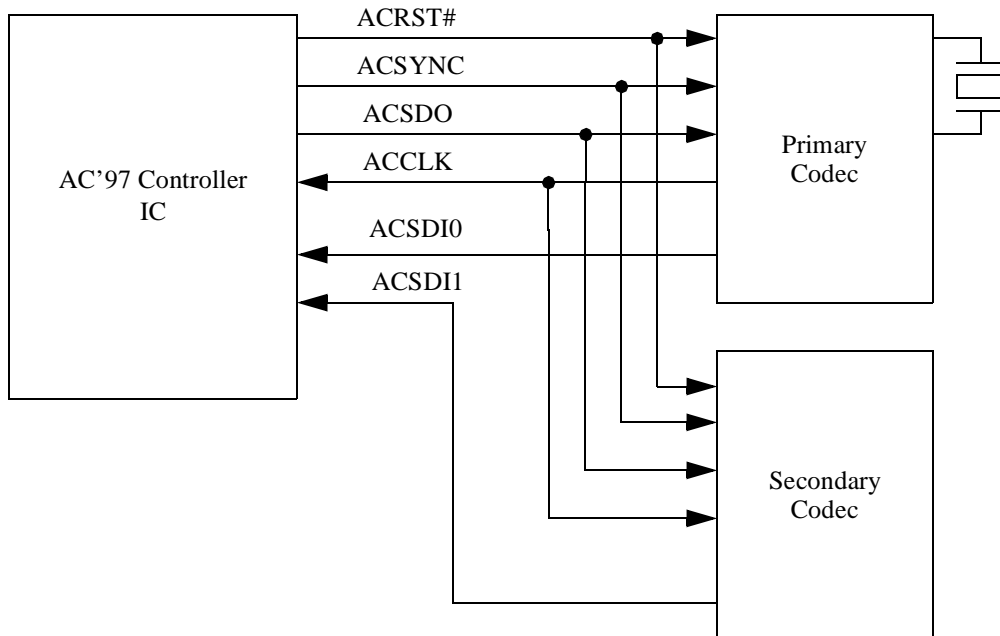 ACRST#
ACSYNC
ACSDO
ACCLK
ACSDI0
ACSDI1
AC’97 Controller
IC
Primary
Codec
Secondary
Codec